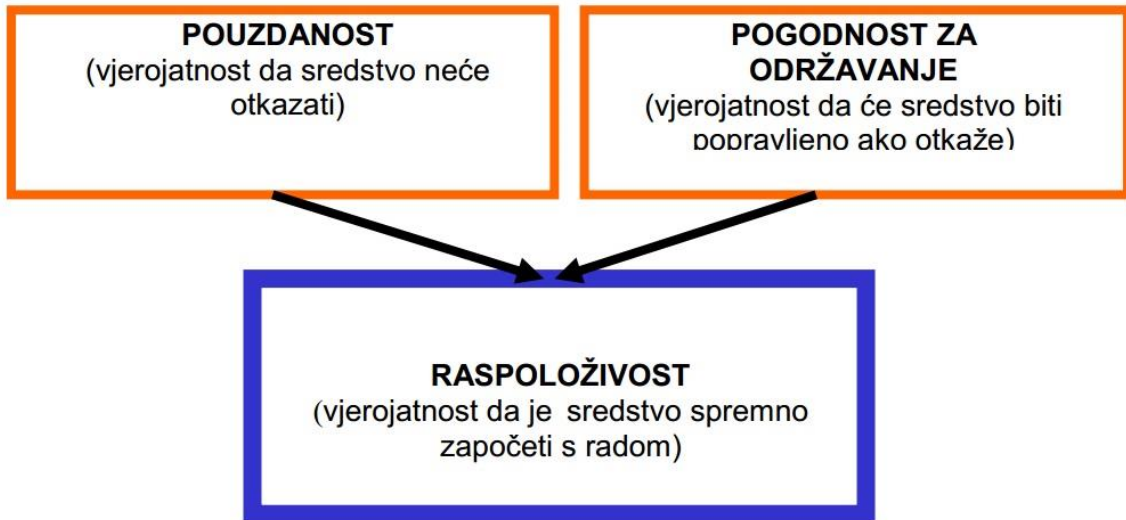 POUZDANOST
(vjerojatnost da sredstvo neće
otkazati)
POGODNOST ZA
ODRŽAVANJE
(vjerojatnost da će sredstvo biti
popravljeno ako otkaže)
RASPOLOŽIVOST
(vjerojatnost da je sredstvo spremno
započeti s radom)